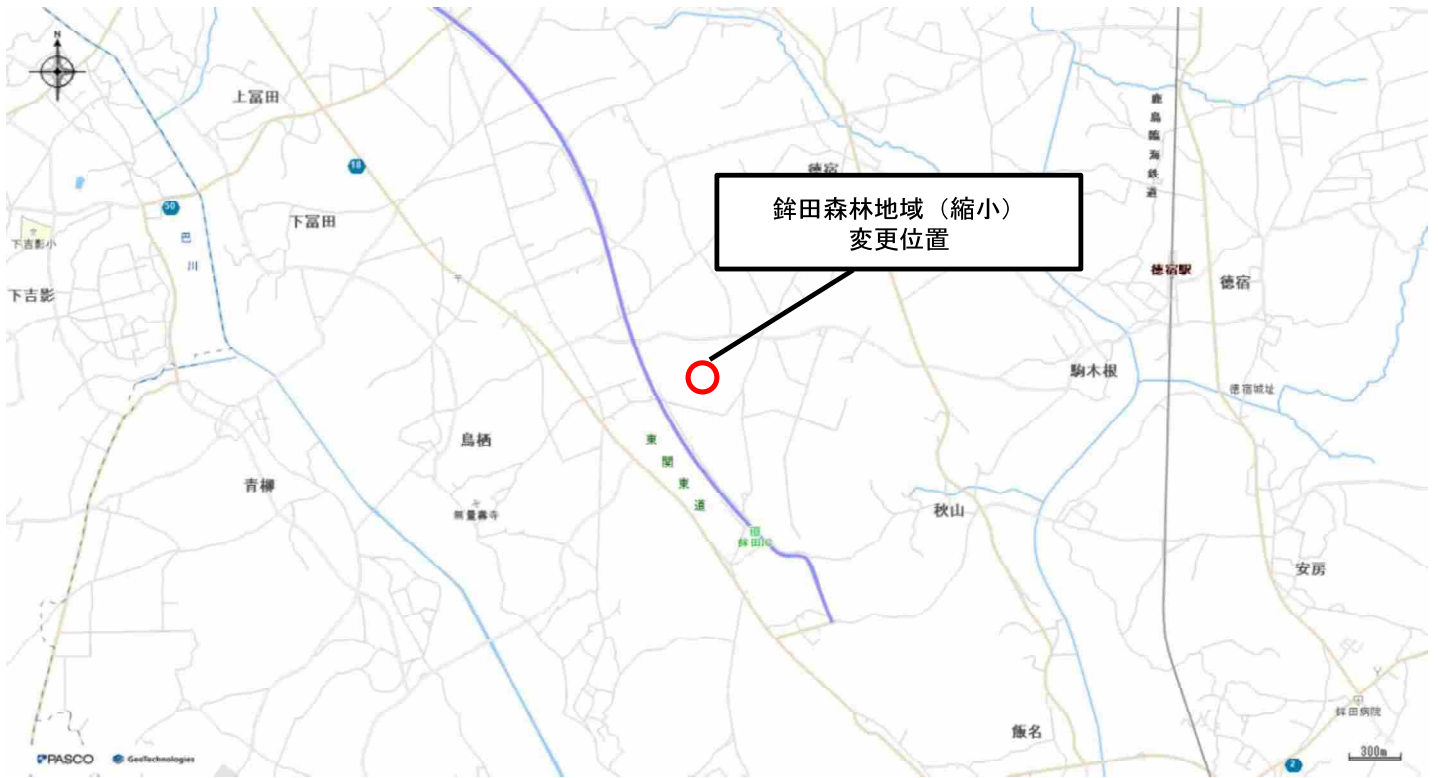 N
上冨田
鹿島臨海鉄道
18
徳宿
鉾田森林地域（縮小）
変更位置
30
下冨田
下吉影小
巴川
徳宿駅
徳宿
下吉影
駒木根
徳宿城址
鳥栖
東関東道
青柳
無量壽寺
秋山
鉾田IC
安房
鉾田病院
飯名
300m
PASCO
GeoTechnologies
2